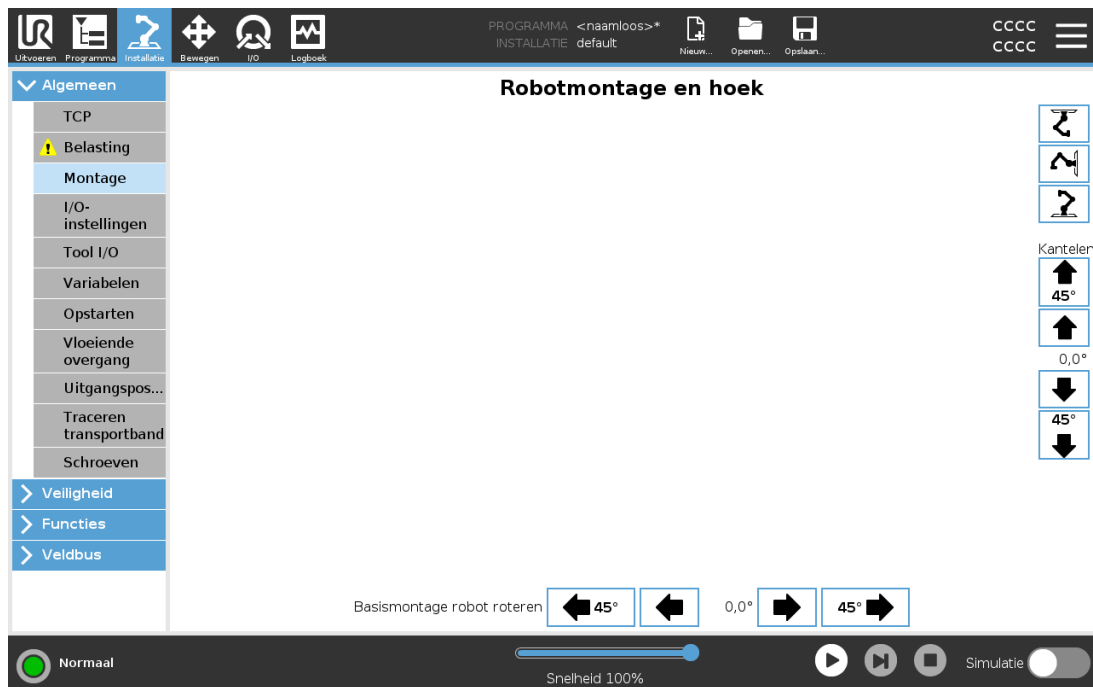 PROGRAMMA <naamloos>*
INSTALLATIE default
CCCC
CCCC
Uitvoeren
Programma
Installatie
Bewegen
I/O
Logboek
Nieuw...
Openen...
Opslaan...
Algemeen
TCP
Belasting
Montage
I/O-
instellingen
Tool I/O
Variabelen
Opstarten
Vloeiende
overgang
Uitgangspos...
Traceren
transportband
Schroeven
Veiligheid
Functies
Veldbus
Robotmontage en hoek
Kantelen
45°
0,0°
45°
Basismontage robot roteren
45°
0,0°
45°
Normaal
Snelheid 100%
Simulatie